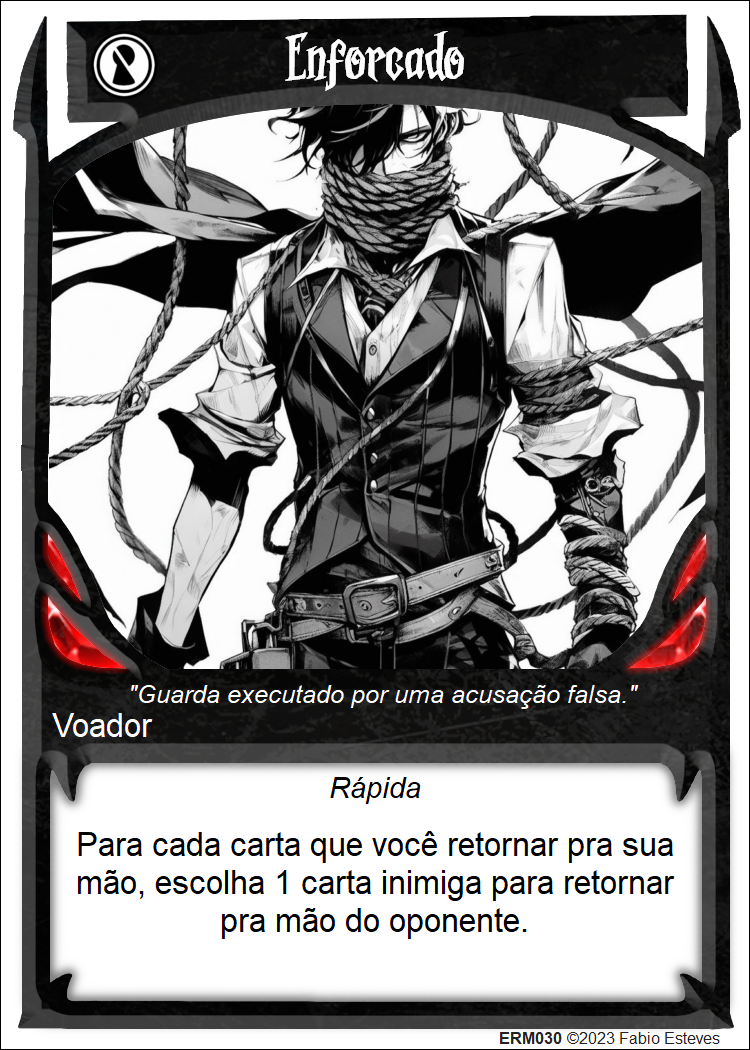 Enforcado
"Guarda executado por uma acusação falsa."
Voador
Rápida
Para cada carta que você retornar pra sua
mão, escolha 1 carta inimiga para retornar
pra mão do oponente.
ERM030 ©2023 Fabio Esteves